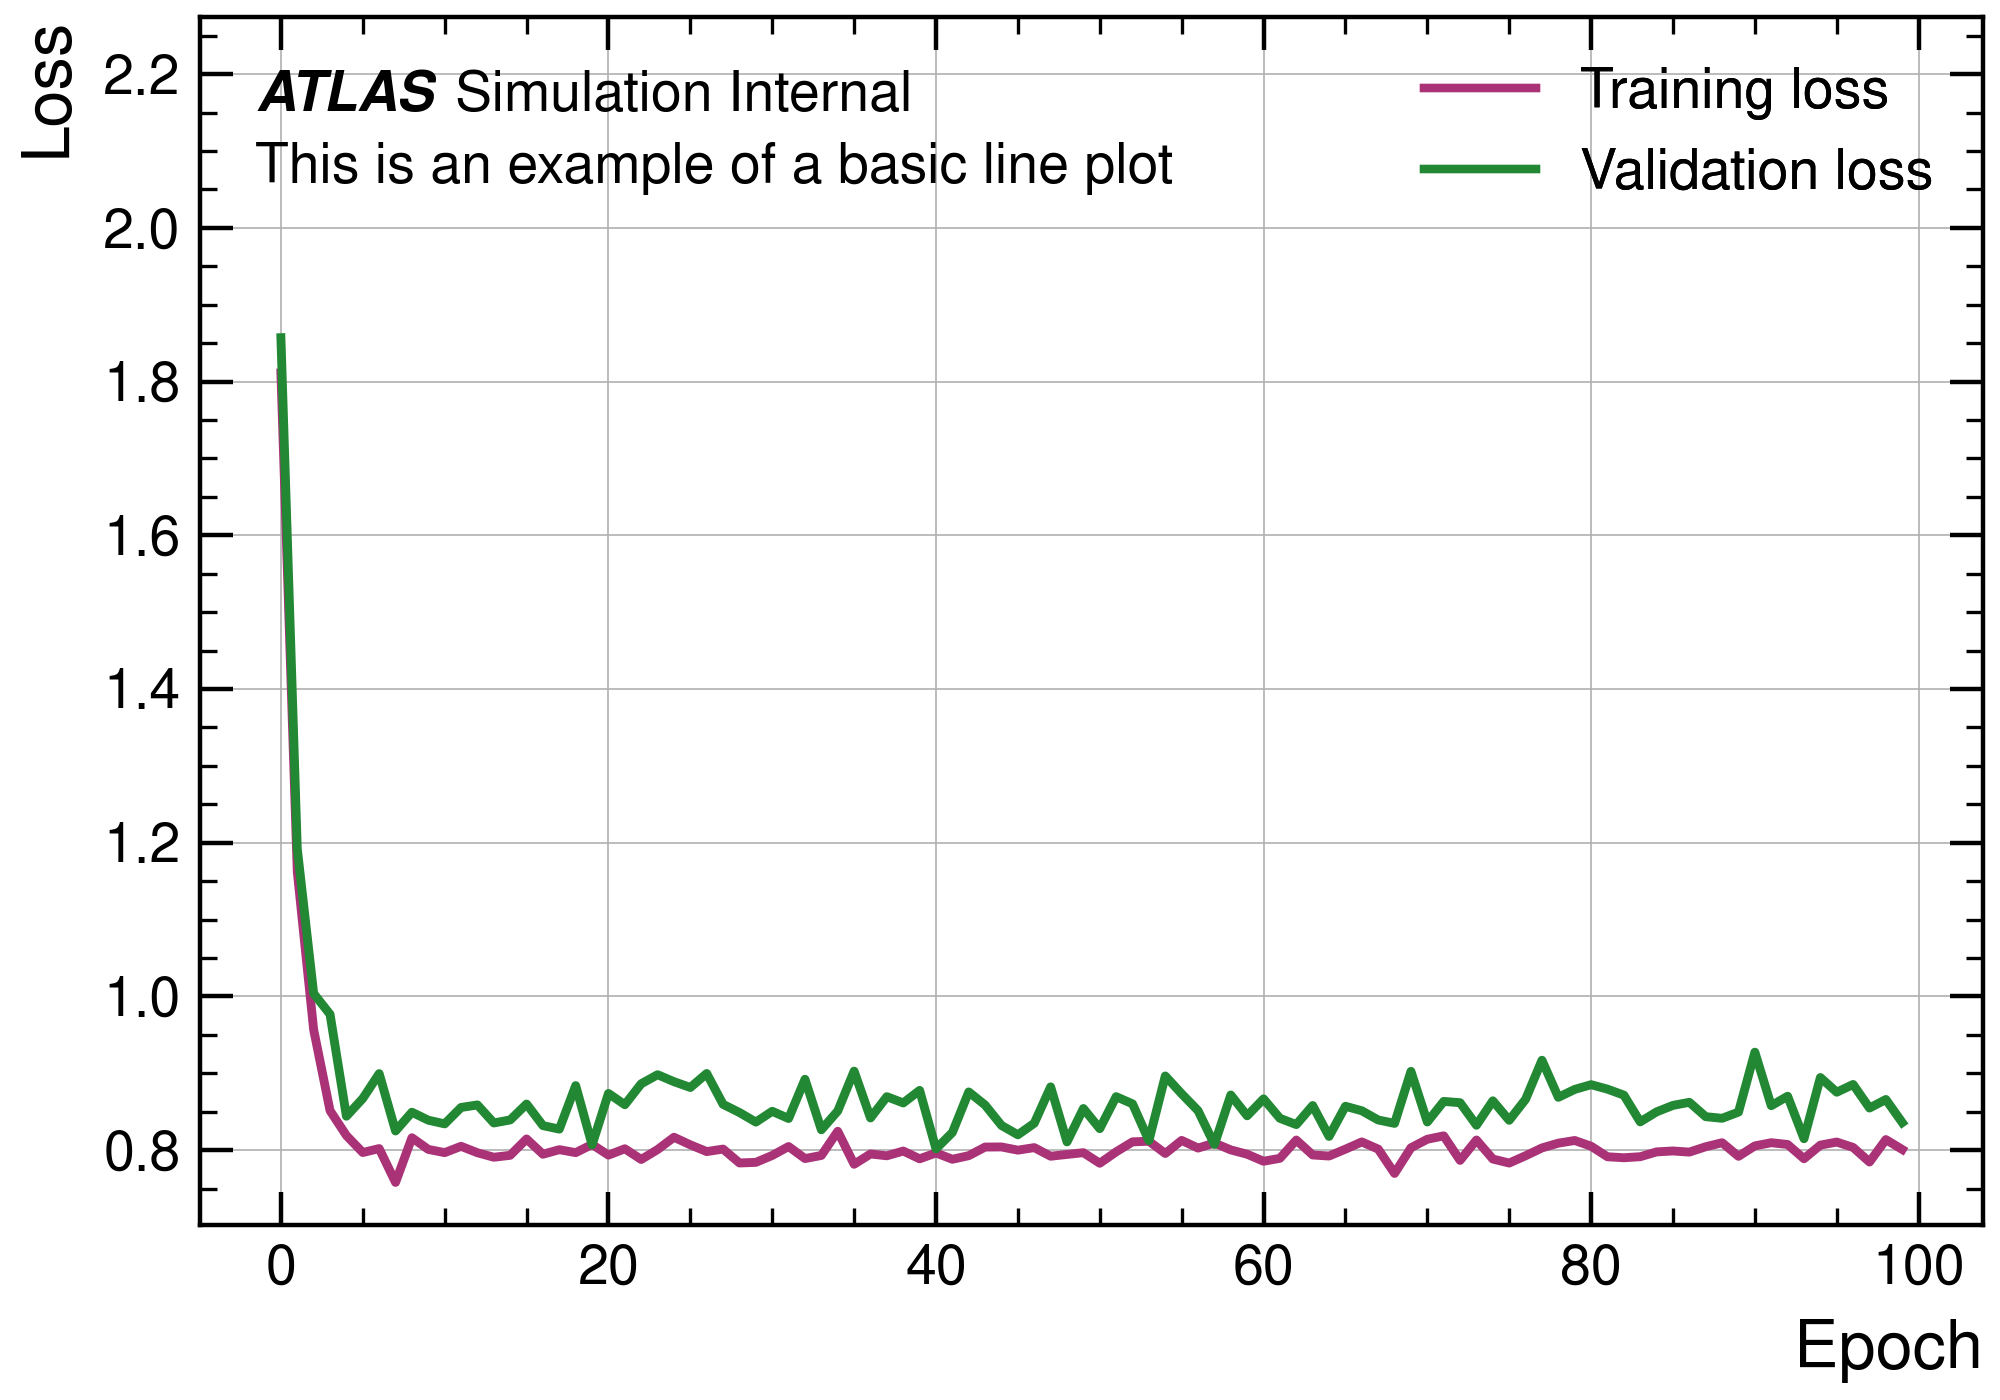 Loss
2.2
2.0
1.8
1.6
1.4
1.2
1.0
0.8
ATLAS Simulation Internal
This is an example of a basic line plot
Training loss
Validation loss
0 20 40 60 80 100
Epoch